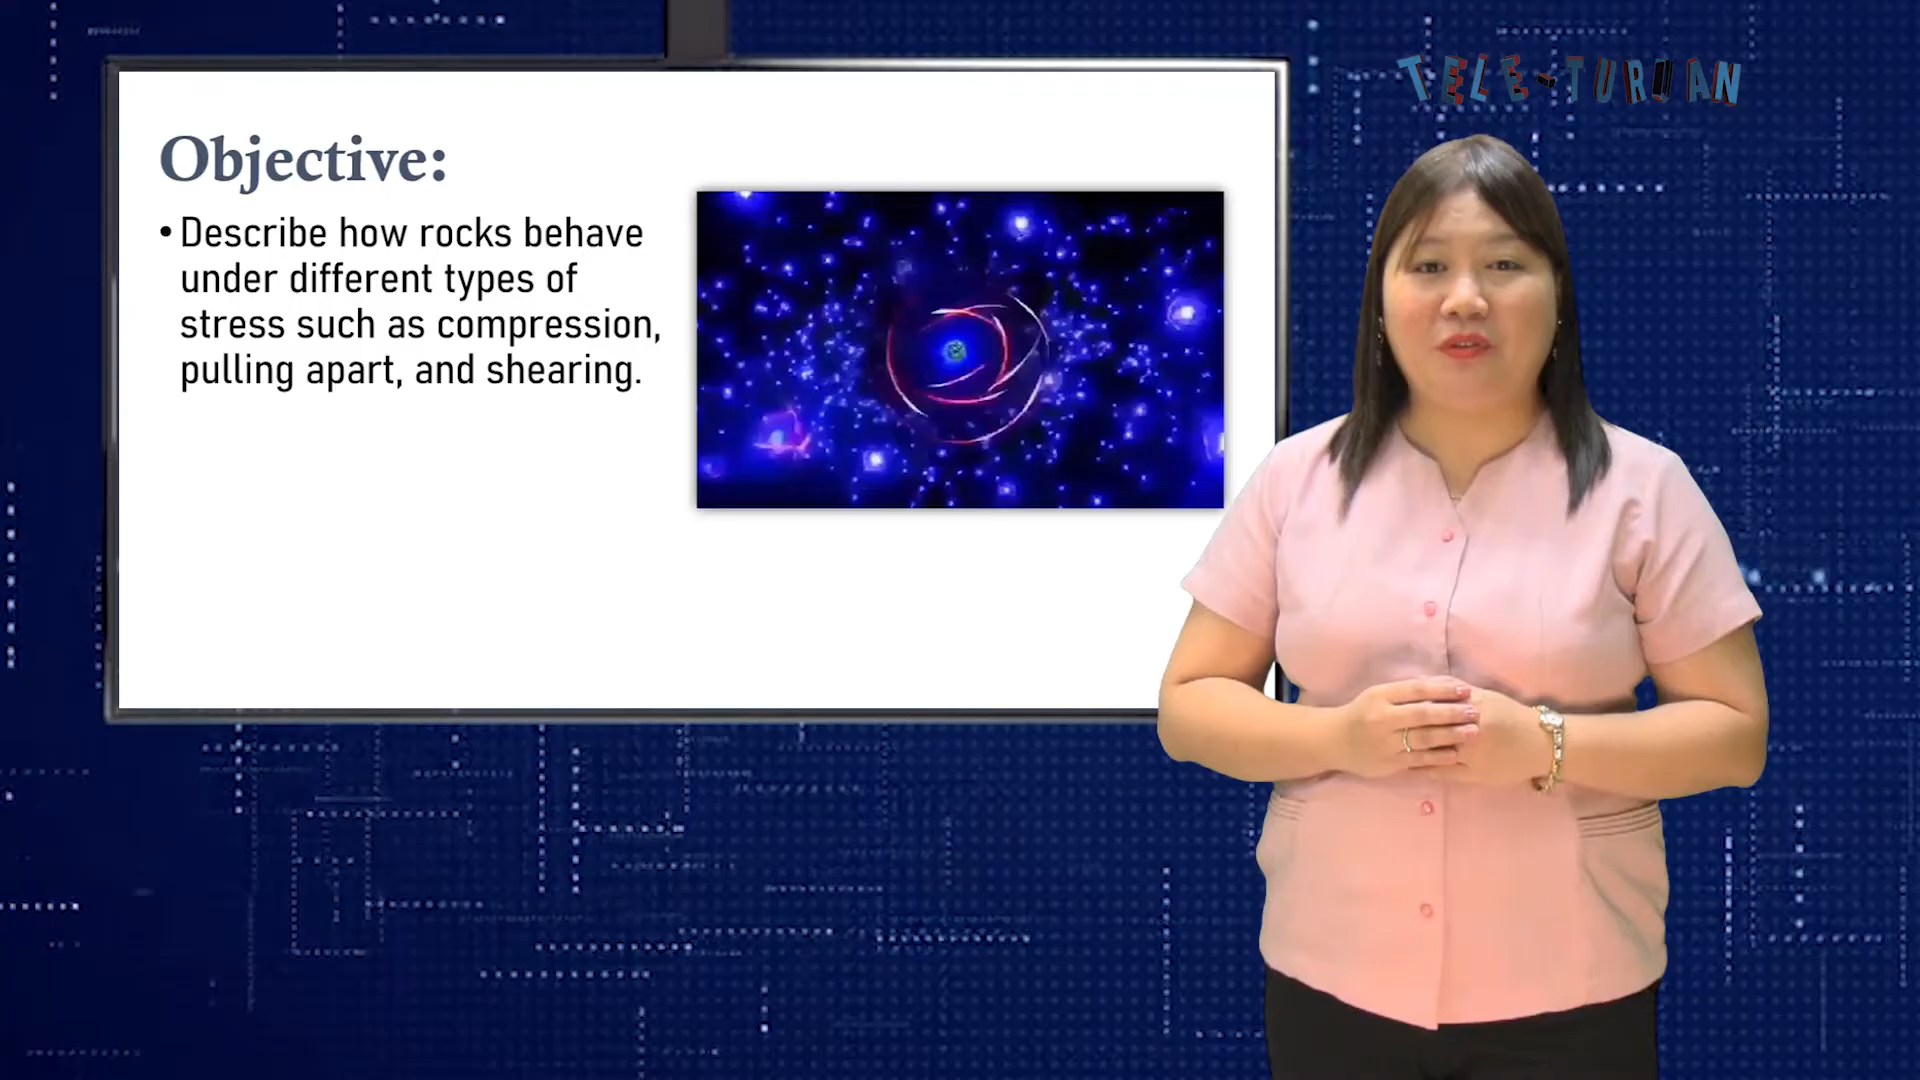 TELE-TURUAN
Objective:
• Describe how rocks behave
under different types of
stress such as compression,
pulling apart, and shearing.